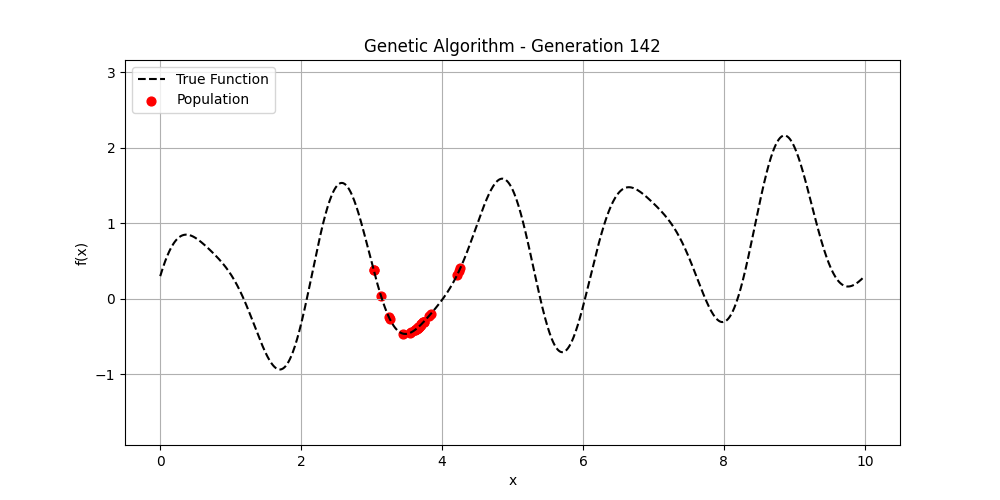 Genetic Algorithm - Generation 142
True Function
Population
3
2
1
0
−1
f(x)
0 2 4 6 8 10
x